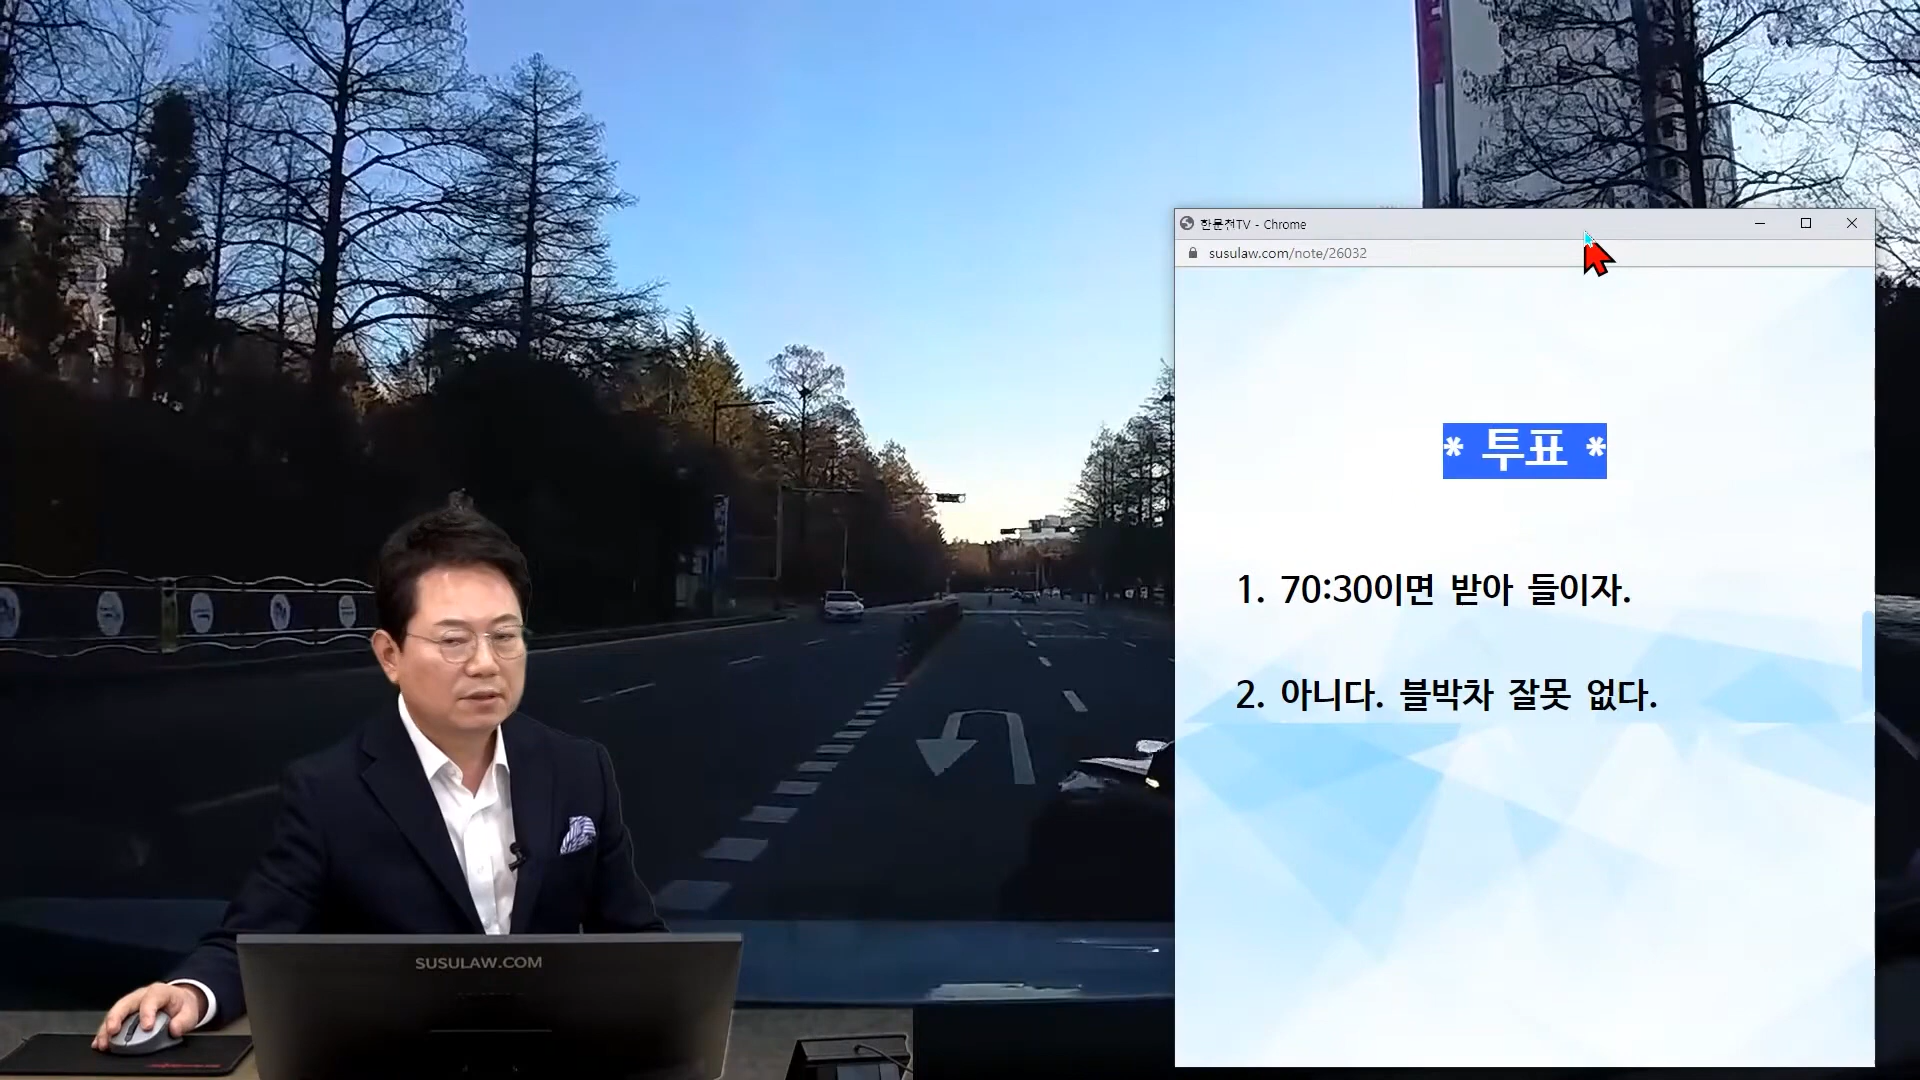 한문철TV - Chrome
susulaw.com/note/26032
* 투표 *
1. 70:30이면 받아 들이자.
2. 아니다. 블박차 잘못 없다.
SUSULAW.COM